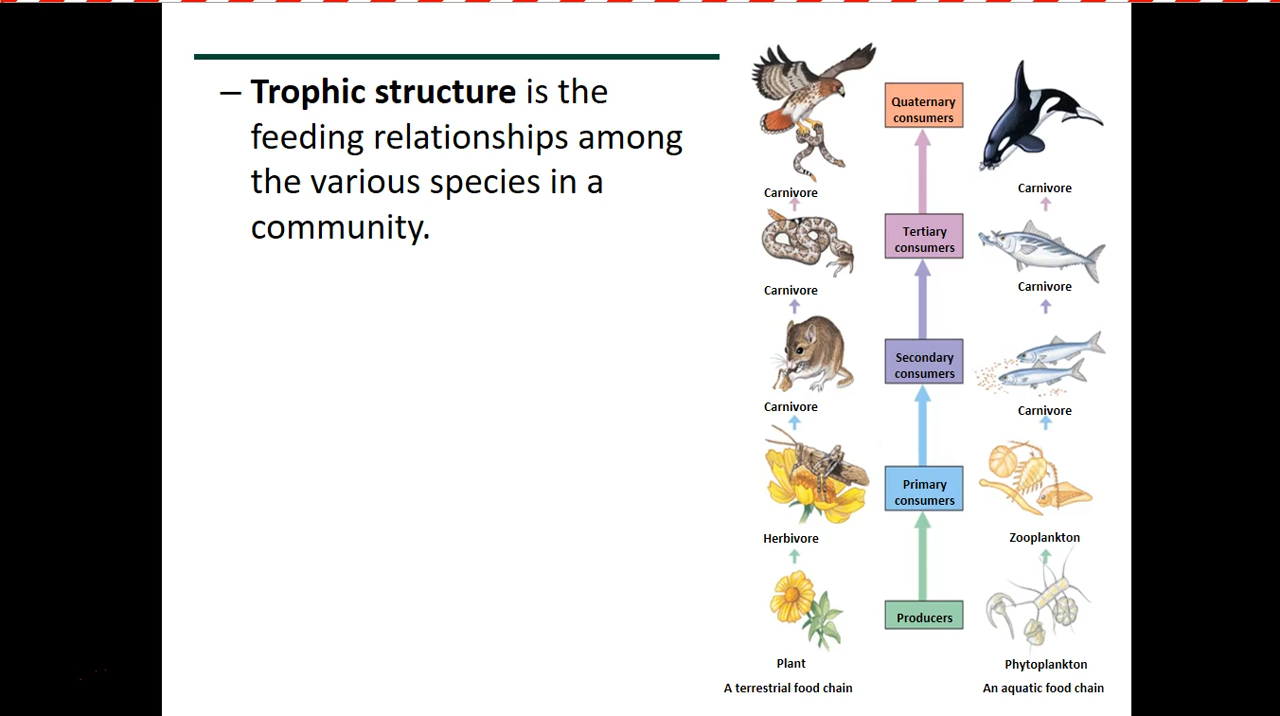 – Trophic structure is the
feeding relationships among
the various species in a
community.
Quaternary
consumers
Carnivore
Carnivore
Tertiary
consumers
Carnivore
Carnivore
Secondary
consumers
Carnivore
Carnivore
Primary
consumers
Herbivore
Zooplankton
Producers
Plant
Phytoplankton
A terrestrial food chain
An aquatic food chain